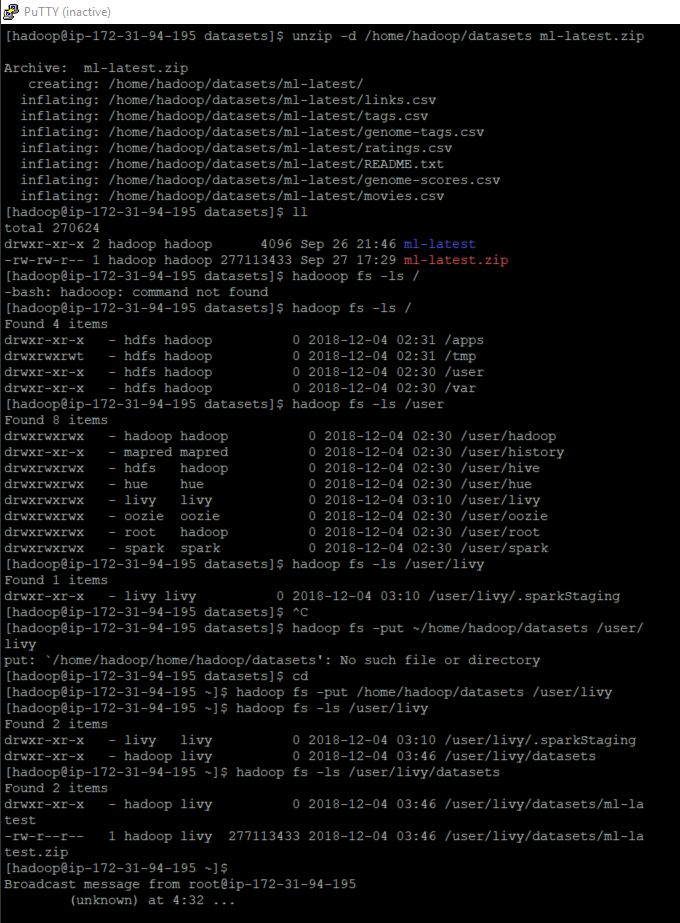 PuTTY (inactive)
[hadoop@ip-172-31-94-195 datasets]$ unzip -d /home/hadoop/datasets ml-latest.zip
Archive:  ml-latest.zip
   creating: /home/hadoop/datasets/ml-latest/
  inflating: /home/hadoop/datasets/ml-latest/links.csv
  inflating: /home/hadoop/datasets/ml-latest/tags.csv
  inflating: /home/hadoop/datasets/ml-latest/genome-tags.csv
  inflating: /home/hadoop/datasets/ml-latest/ratings.csv
  inflating: /home/hadoop/datasets/ml-latest/README.txt
  inflating: /home/hadoop/datasets/ml-latest/genome-scores.csv
  inflating: /home/hadoop/datasets/ml-latest/movies.csv
[hadoop@ip-172-31-94-195 datasets]$ ll
total 270624
drwxr-xr-x 2 hadoop hadoop      4096 Sep 26 21:46 ml-latest
-rw-rw-r-- 1 hadoop hadoop 277113433 Sep 27 17:29 ml-latest.zip
[hadoop@ip-172-31-94-195 datasets]$ hadooop fs -ls /
-bash: hadooop: command not found
[hadoop@ip-172-31-94-195 datasets]$ hadoop fs -ls /
Found 4 items
drwxr-xr-x   - hdfs hadoop          0 2018-12-04 02:31 /apps
drwxrwxrwt   - hdfs hadoop          0 2018-12-04 02:31 /tmp
drwxr-xr-x   - hdfs hadoop          0 2018-12-04 02:30 /user
drwxr-xr-x   - hdfs hadoop          0 2018-12-04 02:30 /var
[hadoop@ip-172-31-94-195 datasets]$ hadoop fs -ls /user
Found 8 items
drwxrwxrwx   - hadoop hadoop          0 2018-12-04 02:30 /user/hadoop
drwxrwxrwx   - mapred mapred          0 2018-12-04 02:30 /user/history
drwxrwxrwx   - hdfs   hadoop          0 2018-12-04 02:30 /user/hive
drwxrwxrwx   - hue    hue             0 2018-12-04 02:30 /user/hue
drwxrwxrwx   - livy   livy            0 2018-12-04 03:10 /user/livy
drwxrwxrwx   - oozie  oozie           0 2018-12-04 02:30 /user/oozie
drwxrwxrwx   - root   hadoop          0 2018-12-04 02:30 /user/root
drwxrwxrwx   - spark  spark           0 2018-12-04 02:30 /user/spark
[hadoop@ip-172-31-94-195 datasets]$ hadoop fs -ls /user/livy
Found 1 items
drwxr-xr-x   - livy livy          0 2018-12-04 03:10 /user/livy/.sparkStaging
[hadoop@ip-172-31-94-195 datasets]$ ^C
[hadoop@ip-172-31-94-195 datasets]$ hadoop fs -put ~/home/hadoop/datasets /user/
livy
put: `/home/hadoop/home/hadoop/datasets': No such file or directory
[hadoop@ip-172-31-94-195 datasets]$ cd
[hadoop@ip-172-31-94-195 ~]$ hadoop fs -put /home/hadoop/datasets /user/livy
[hadoop@ip-172-31-94-195 ~]$ hadoop fs -ls /user/livy
Found 2 items
drwxr-xr-x   - livy   livy          0 2018-12-04 03:10 /user/livy/.sparkStaging
drwxr-xr-x   - hadoop livy          0 2018-12-04 03:46 /user/livy/datasets
[hadoop@ip-172-31-94-195 ~]$ hadoop fs -ls /user/livy/datasets
Found 2 items
drwxr-xr-x   - hadoop livy          0 2018-12-04 03:46 /user/livy/datasets/ml-la
test
-rw-r--r--   1 hadoop livy  277113433 2018-12-04 03:46 /user/livy/datasets/ml-la
test.zip
[hadoop@ip-172-31-94-195 ~]$
Broadcast message from root@ip-172-31-94-195
        (unknown) at 4:32 ...